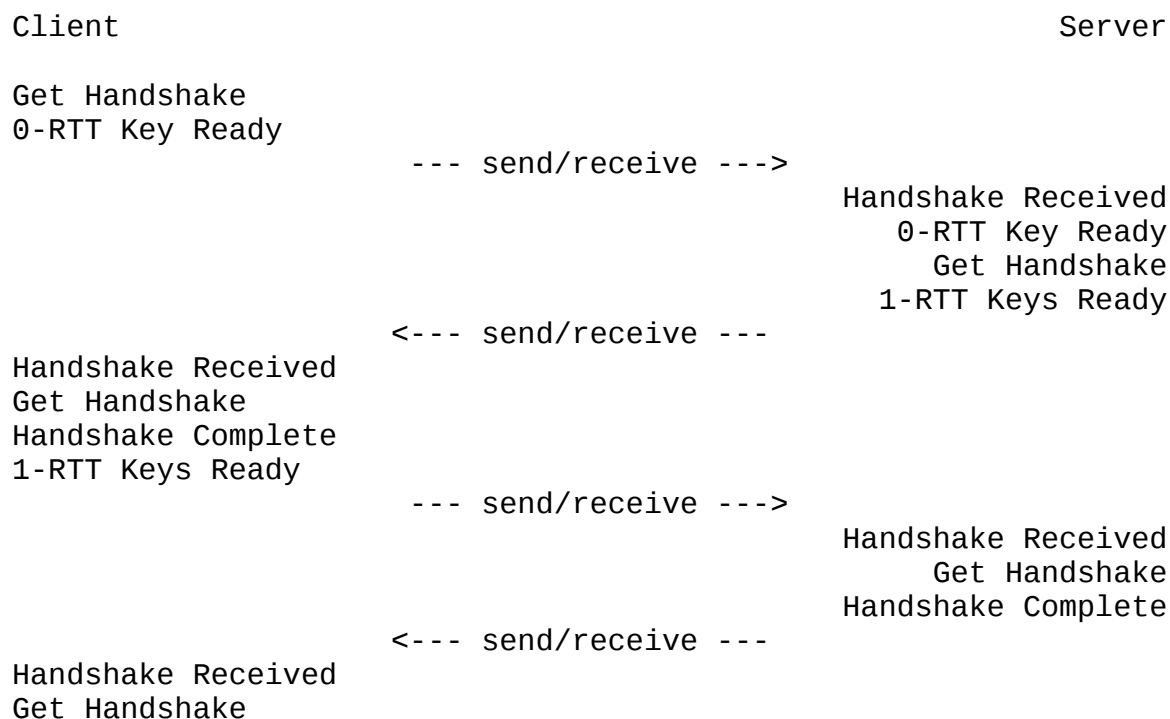 Client Server
Get Handshake
0-RTT Key Ready
--- send/receive --->
Handshake Received
0-RTT Key Ready
Get Handshake
1-RTT Keys Ready
<--- send/receive ---
Handshake Received
Get Handshake
Handshake Complete
1-RTT Keys Ready
--- send/receive --->
Handshake Received
Get Handshake
Handshake Complete
<--- send/receive ---
Handshake Received
Get Handshake